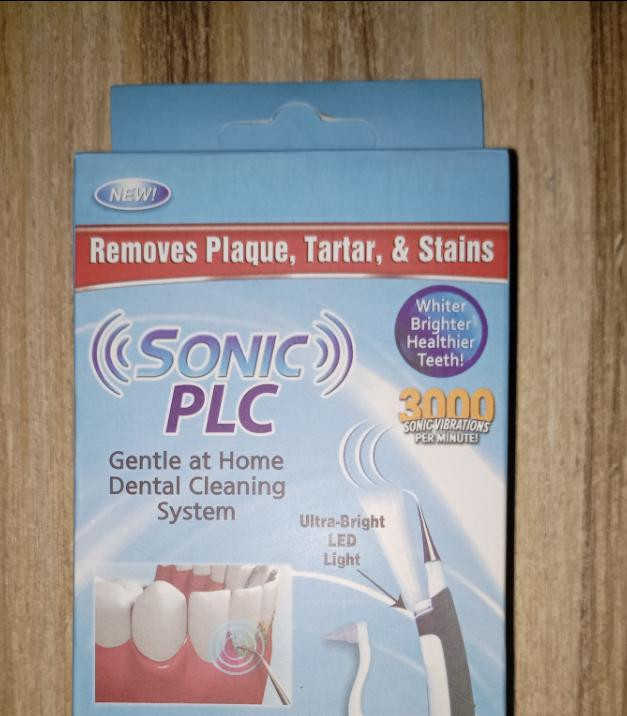 NEW!
Removes Plaque, Tartar, & Stains
SONIC
PLC
Whiter
Brighter
Healthier
Teeth!
3000
SONIC VIBRATIONS
PER MINUTE!
Gentle at Home
Dental Cleaning
System
Ultra-Bright
LED
Light